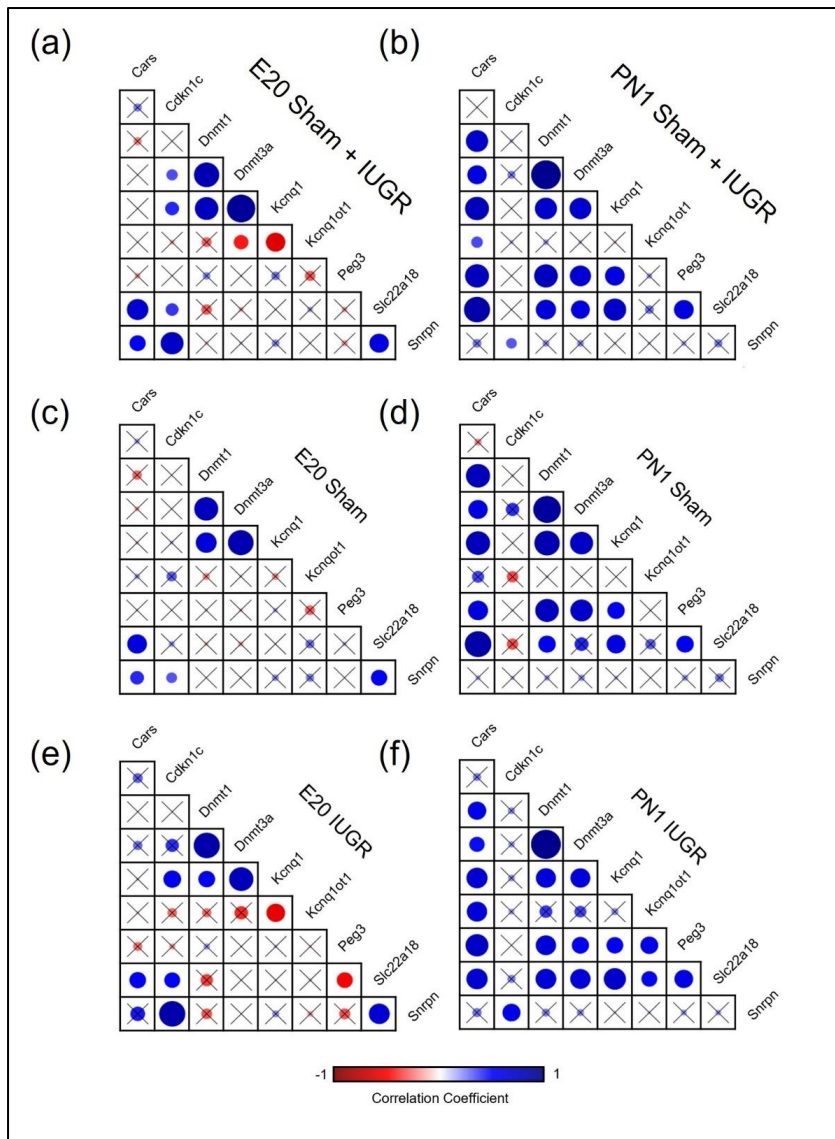 (a)
Cars
Cdkn1c
Dnmt1
Dnmt3a
Kcnq1
Kcnq1ot1
Peg3
Slc22a18
Snrpn
E20 Sham + IUGR
(b)
Cars
Cdkn1c
Dnmt1
Dnmt3a
Kcnq1
Kcnq1ot1
Peg3
Slc22a18
Snrpn
PN1 Sham + IUGR
(c)
Cars
Cdkn1c
Dnmt1
Dnmt3a
Kcnq1
Kcnqot1
Peg3
Slc22a18
Snrpn
E20 Sham
(d)
Cars
Cdkn1c
Dnmt1
Dnmt3a
Kcnq1
Kcnq1ot1
Peg3
Slc22a18
Snrpn
PN1 Sham
(e)
Cars
Cdkn1c
Dnmt1
Dnmt3a
Kcnq1
Kcnq1ot1
Peg3
Slc22a18
Snrpn
E20 IUGR
(f)
Cars
Cdkn1c
Dnmt1
Dnmt3a
Kcnq1
Kcnq1ot1
Peg3
Slc22a18
Snrpn
PN1 IUGR
-1 1
Correlation Coefficient